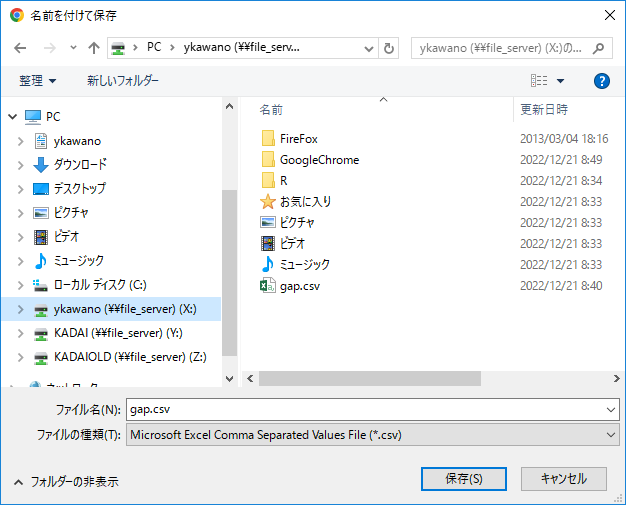 名前を付けて保存
PC
ykawano (¥¥file_serv...
ykawano (¥¥file_server) (X:)の...
整理
新しいフォルダー
名前
更新日時
PC
ykawano
ダウンロード
デスクトップ
ピクチャ
ビデオ
ミュージック
ローカル ディスク (C:)
ykawano (¥¥file_server) (X:)
KADAI (¥¥file_server) (Y:)
KADAIOLD (¥¥file_server) (Z:)
ネットワーク
FireFox 2013/03/04 18:16
GoogleChrome 2022/12/21 8:49
R 2022/12/21 8:34
お気に入り 2022/12/21 8:33
ピクチャ 2022/12/21 8:33
ビデオ 2022/12/21 8:33
ミュージック 2022/12/21 8:33
gap.csv 2022/12/21 8:40
ファイル名(N): gap.csv
ファイルの種類(T): Microsoft Excel Comma Separated Values File (*.csv)
フォルダーの非表示
保存(S)
キャンセル